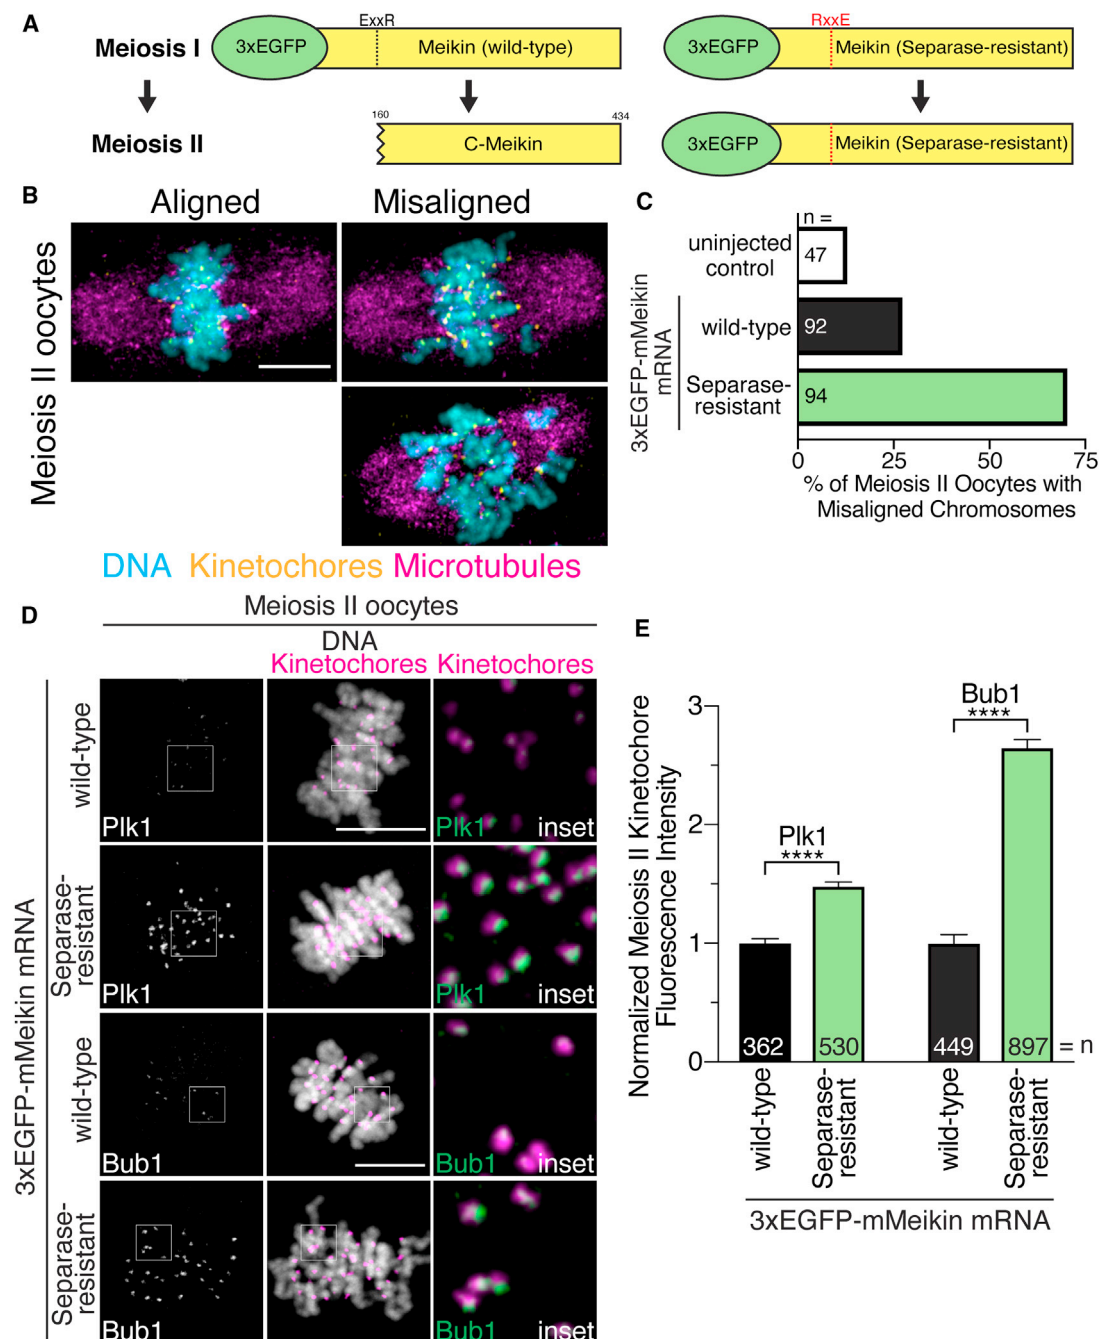 A
Meiosis I
3xEGFP
ExxR
Meikin (wild-type)
3xEGFP
RxxE
Meikin (Separase-resistant)
Meiosis II
160
434
C-Meikin
3xEGFP
Meikin (Separase-resistant)
B
Aligned
Misaligned
Meiosis II oocytes
DNA Kinetochores Microtubules
C
n =
uninjected
control
47
3xEGFP-mMeikin
mRNA
wild-type
92
Separase-
resistant
94
0
25
50
75
% of Meiosis II Oocytes with
Misaligned Chromosomes
D
Meiosis II oocytes
DNA
Kinetochores
Kinetochores
3xEGFP-mMeikin mRNA
wild-type
Plk1
Plk1
inset
Separase-
resistant
Plk1
Plk1
inset
wild-type
Bub1
Bub1
inset
Separase-
resistant
Bub1
Bub1
inset
E
Normalized Meiosis II Kinetochore
Fluorescence Intensity
3
2
1
0
Plk1
****
Bub1
****
362
530
449
897
= n
wild-type
Separase-
resistant
wild-type
Separase-
resistant
3xEGFP-mMeikin mRNA